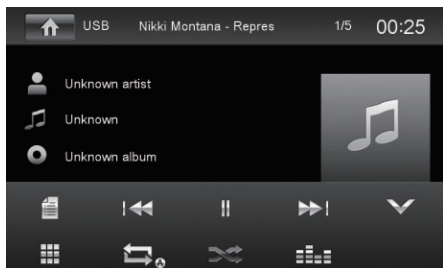 USB Nikki Montana - Repres 1/5 00:25
Unknown artist
Unknown
Unknown album